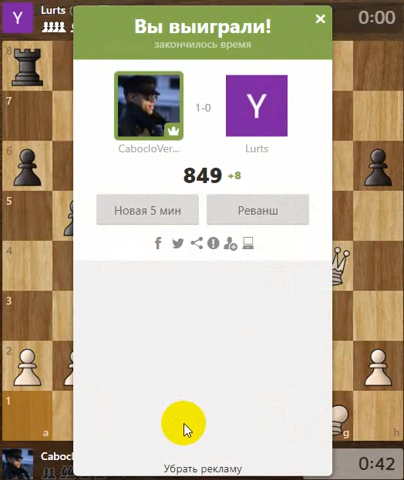 Y
Lurts
0:00
Вы выиграли!
закончилось время
8
7
6
5
4
3
2
1
a
g
h
1-0
Y
CabocloVer...
Lurts
849 +8
Новая 5 мин
Реванш
Caboc
0:42
Убрать рекламу